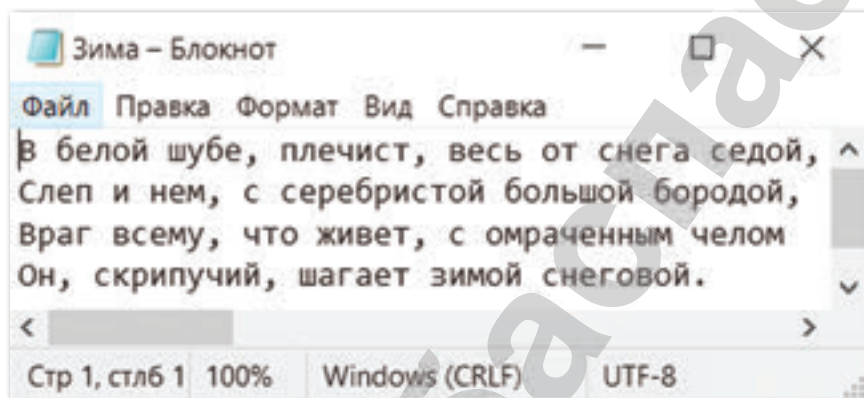 Зима – Блокнот
Файл Правка Формат Вид Справка
В белой шубе, плечист, весь от снега седой,
Слеп и нем, с серебристой большой бородой,
Враг всему, что живет, с омраченным челом
Он, скрипучий, шагает зимой снеговой.
Стр 1, стлб 1 100% Windows (CRLF) UTF-8